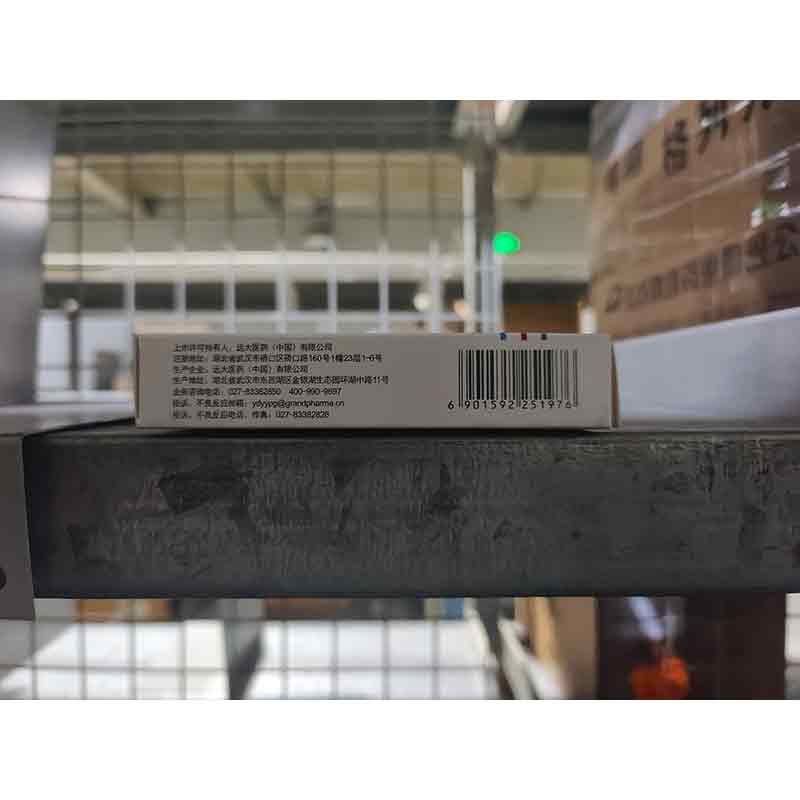 上市许可持有人：远大医药（中国）有限公司
注册地址：湖北省武汉市硚口区硚口路160号1幢23层1-6号
生产企业：远大医药（中国）有限公司
生产地址：湖北省武汉市东西湖区金银湖生态园环湖中路11号
业务咨询电话：027-83382850 400-990-9697
投诉、不良反应邮箱：ydyypp@grandpharma.cn
投诉、不良反应电话、传真：027-83382828
6 901592 251976